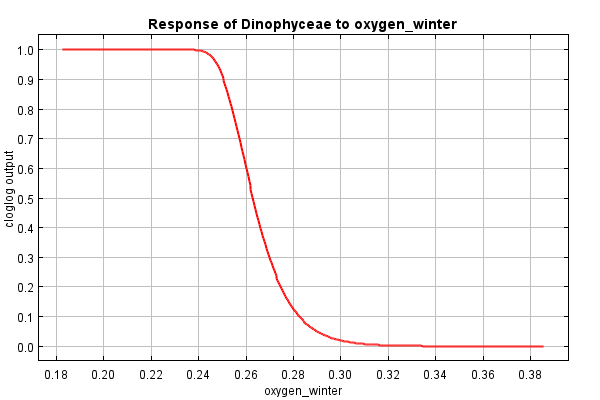 Response of Dinophyceae to oxygen_winter
cloglog output
1.0
0.9
0.8
0.7
0.6
0.5
0.4
0.3
0.2
0.1
0.0
0.18 0.20 0.22 0.24 0.26 0.28 0.30 0.32 0.34 0.36 0.38
oxygen_winter